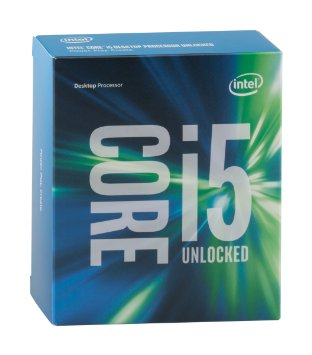 INTEL® CORE™ i5 DESKTOP PROCESSOR UNLOCKED
Desktop Processor
intel
CORE
i5
UNLOCKED